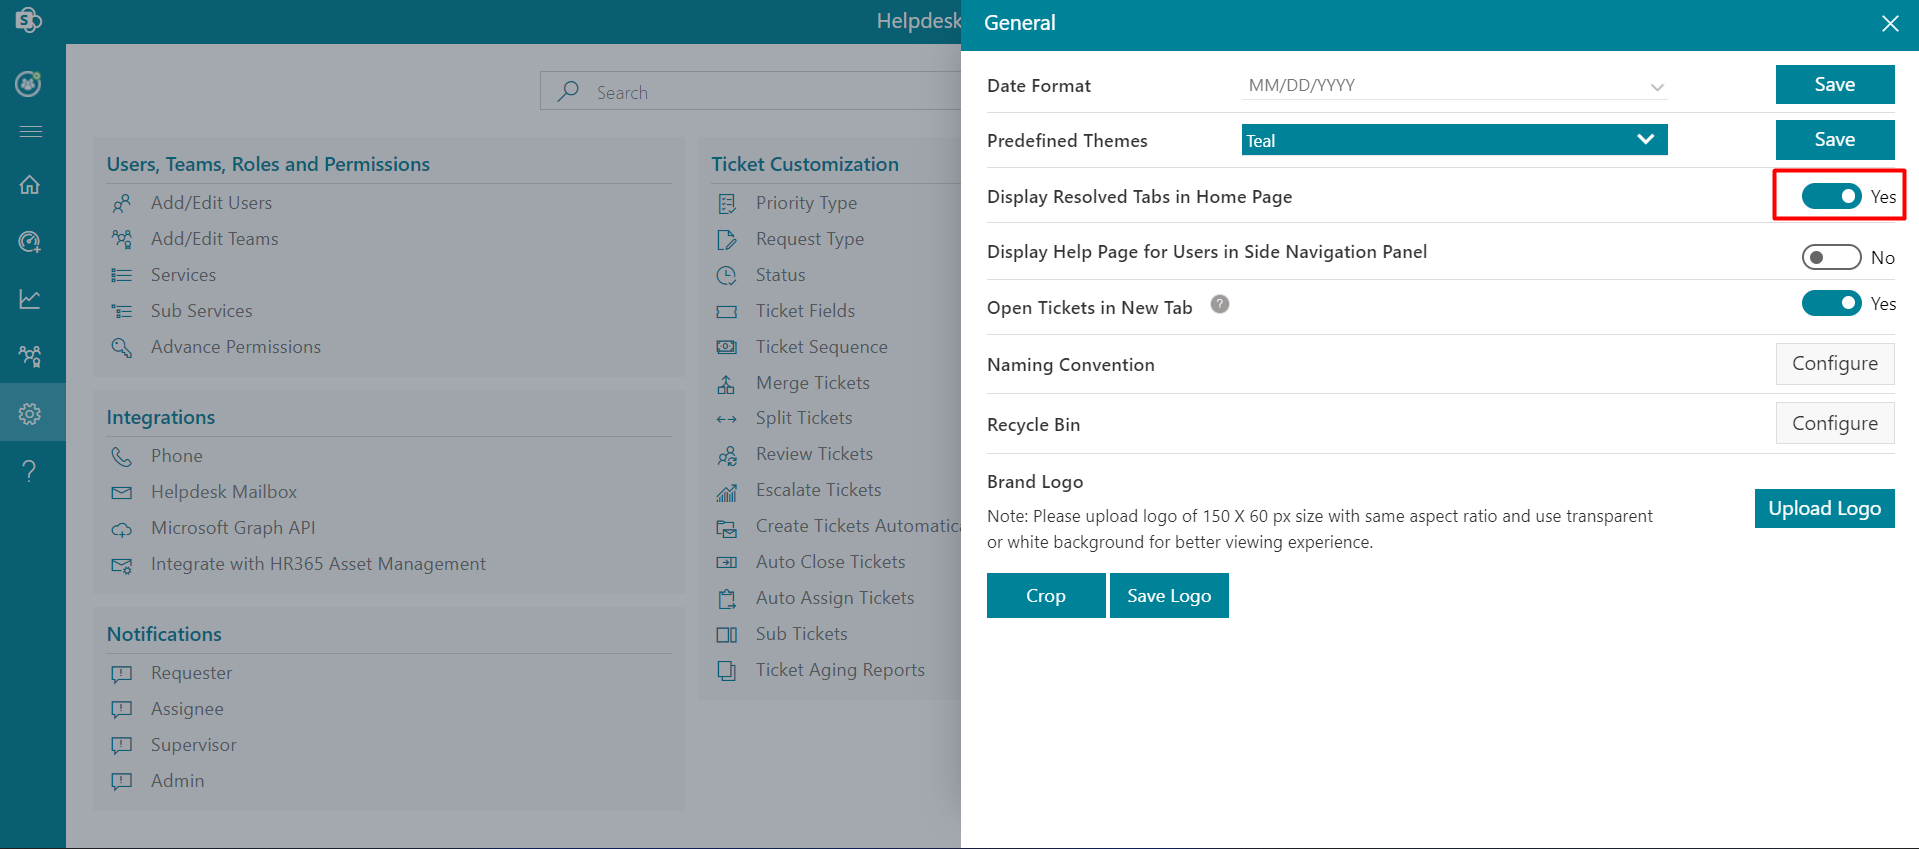 Helpdesk
General
Search
Users, Teams, Roles and Permissions
Add/Edit Users
Add/Edit Teams
Services
Sub Services
Advance Permissions
Integrations
Phone
Helpdesk Mailbox
Microsoft Graph API
Integrate with HR365 Asset Management
Notifications
Requester
Assignee
Supervisor
Admin
Ticket Customization
Priority Type
Request Type
Status
Ticket Fields
Ticket Sequence
Merge Tickets
Split Tickets
Review Tickets
Escalate Tickets
Create Tickets Automatica
Auto Close Tickets
Auto Assign Tickets
Sub Tickets
Ticket Aging Reports
Date Format
MM/DD/YYYY
Save
Predefined Themes
Teal
Save
Display Resolved Tabs in Home Page
Yes
Display Help Page for Users in Side Navigation Panel
No
Open Tickets in New Tab
?
Yes
Naming Convention
Configure
Recycle Bin
Configure
Brand Logo
Note: Please upload logo of 150 X 60 px size with same aspect ratio and use transparent
or white background for better viewing experience.
Upload Logo
Crop
Save Logo